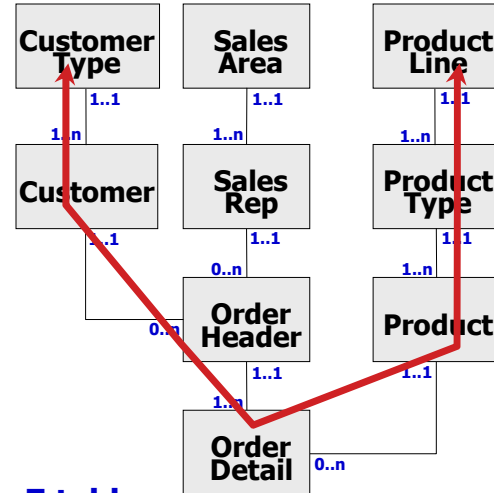 Customer Type
Sales Area
Product Line
1..1
1..1
1..1
1..n
1..n
1..n
Customer
Sales Rep
Product Type
1..1
1..1
1..1
0..n
1..n
0..n
Order Header
Product
1..1
1..1
1..n
Order Detail
0..n